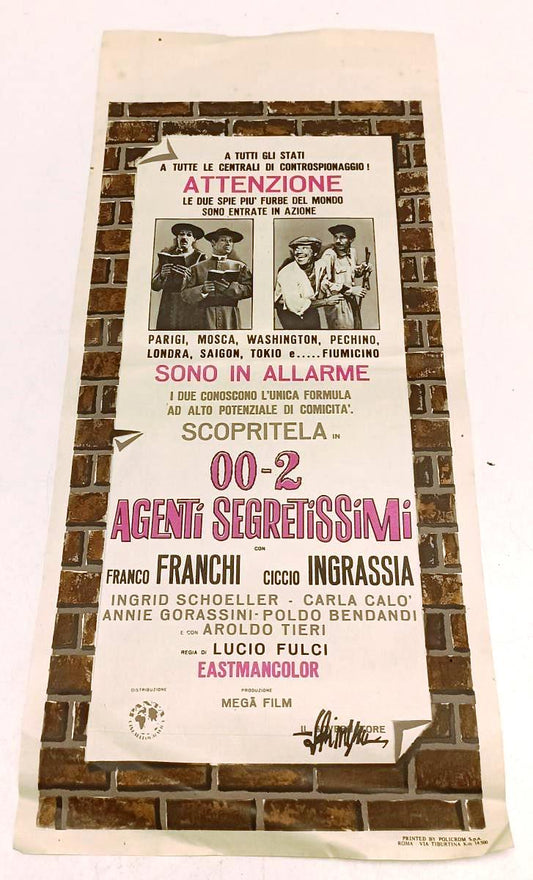 A TUTTI GLI STATI
A TUTTE LE CENTRALI DI CONTROSPIONAGGIO!
ATTENZIONE
LE DUE SPIE PIU' FURBE DEL MONDO
SONO ENTRATE IN AZIONE
PARIGI, MOSCA, WASHINGTON, PECHINO,
LONDRA, SAIGON, TOKIO e.....FIUMICINO
SONO IN ALLARME
I DUE CONOSCONO L'UNICA FORMULA
AD ALTO POTENZIALE DI COMICITA'.
SCOPRITELA IN
00-2
AGENTI SEGRETISSIMI
CON
FRANCO FRANCHI CICCIO INGRASSIA
INGRID SCHOELLER - CARLA CALO'
ANNIE GORASSINI - POLDO BENDANDI
E CON AROLDO TIERI
REGIA DI LUCIO FULCI
EASTMANCOLOR
DISTRIBUZIONE
PRODUZIONE
MEGA FILM
PRINTED BY POLICROM S.p.A.
ROMA - VIA TIBURTINA Km 14.500